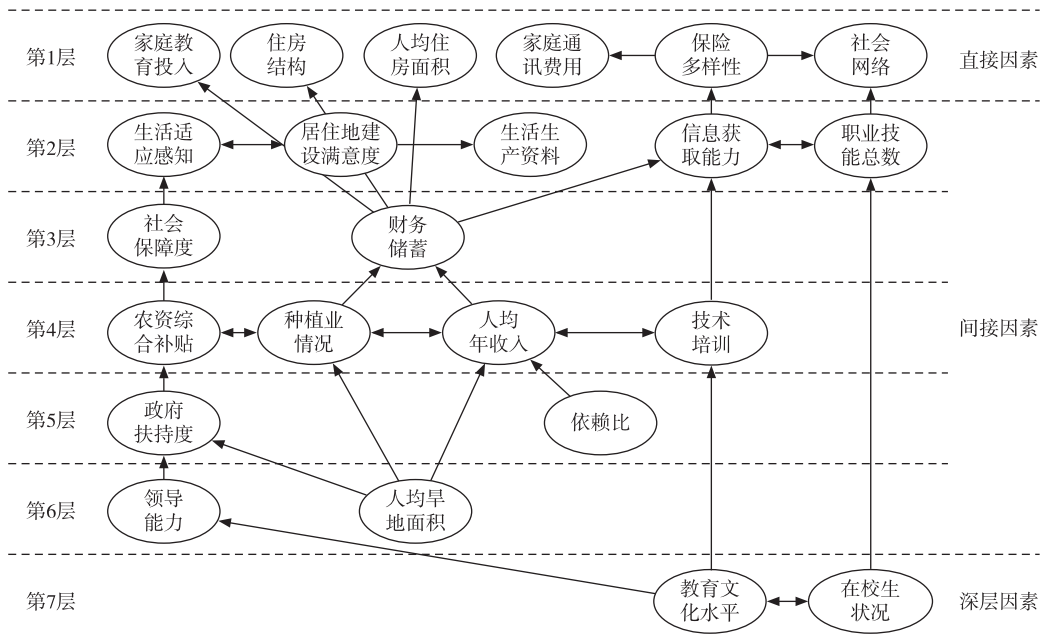 第1层
家庭教
育投入
住房
结构
人均住
房面积
家庭通
讯费用
保险
多样性
社会
网络
直接因素
第2层
生活适
应感知
居住地建
设满意度
生活生
产资料
信息获
取能力
职业技
能总数
第3层
社会
保障度
财务
储蓄
第4层
农资综
合补贴
种植业
情况
人均
年收入
技术
培训
间接因素
第5层
政府
扶持度
依赖比
第6层
领导
能力
人均旱
地面积
第7层
教育文
化水平
在校生
状况
深层因素